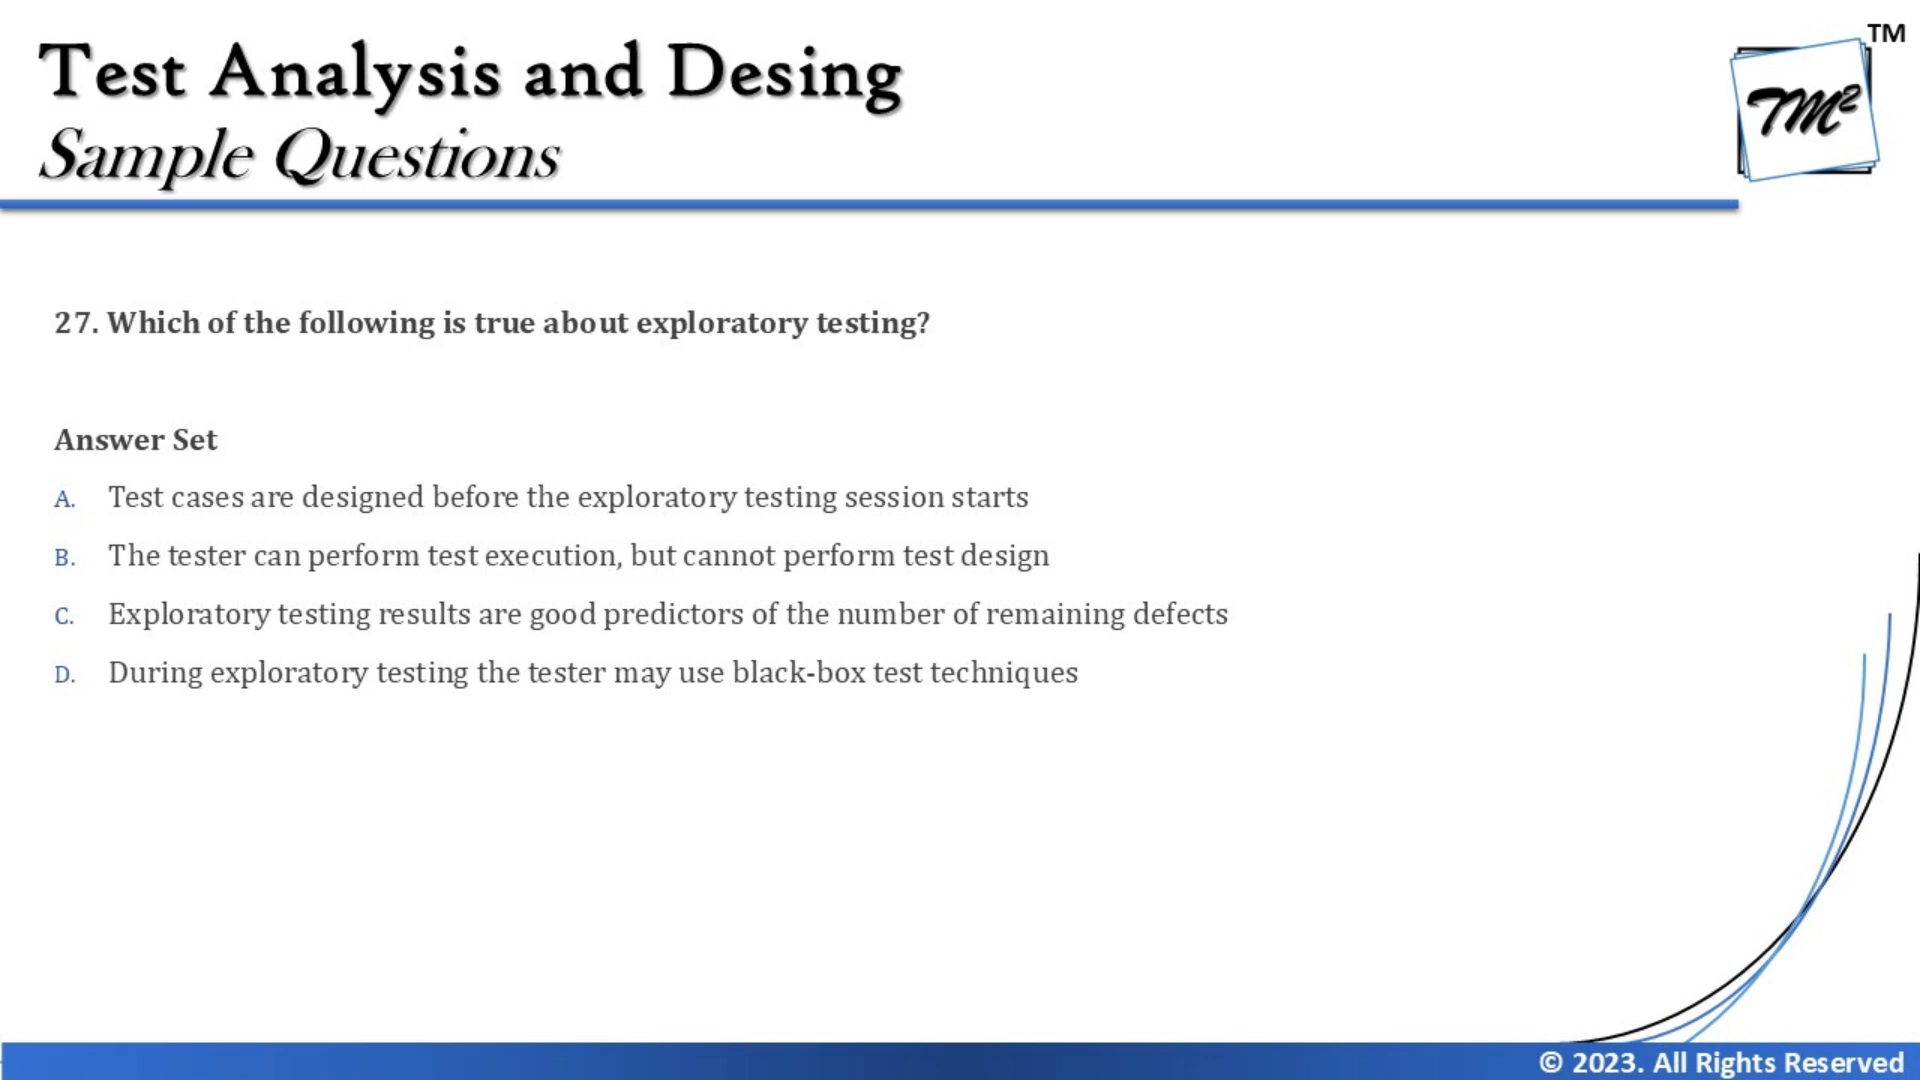 Test Analysis and Desing
Sample Questions
TM
TM²
27. Which of the following is true about exploratory testing?
Answer Set
A. Test cases are designed before the exploratory testing session starts
B. The tester can perform test execution, but cannot perform test design
C. Exploratory testing results are good predictors of the number of remaining defects
D. During exploratory testing the tester may use black-box test techniques
© 2023. All Rights Reserved